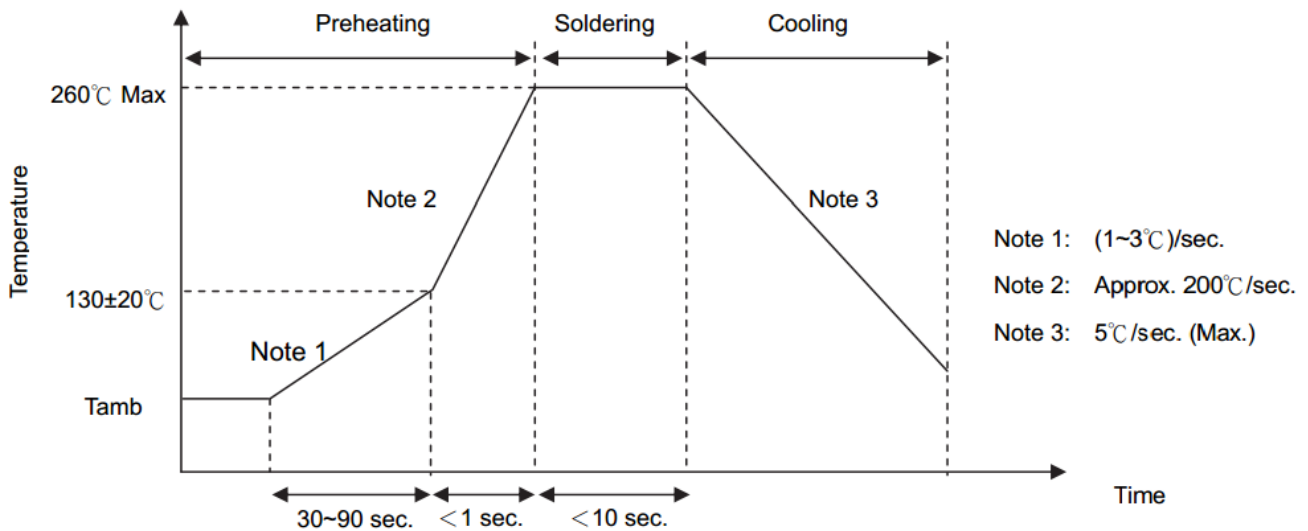 Preheating
Soldering
Cooling
260℃ Max
Note 2
Note 3
Temperature
Note 1: (1~3℃)/sec.
130±20℃
Note 2: Approx. 200℃/sec.
Note 1
Note 3: 5℃/sec. (Max.)
Tamb
Time
30~90 sec.
<1 sec.
<10 sec.